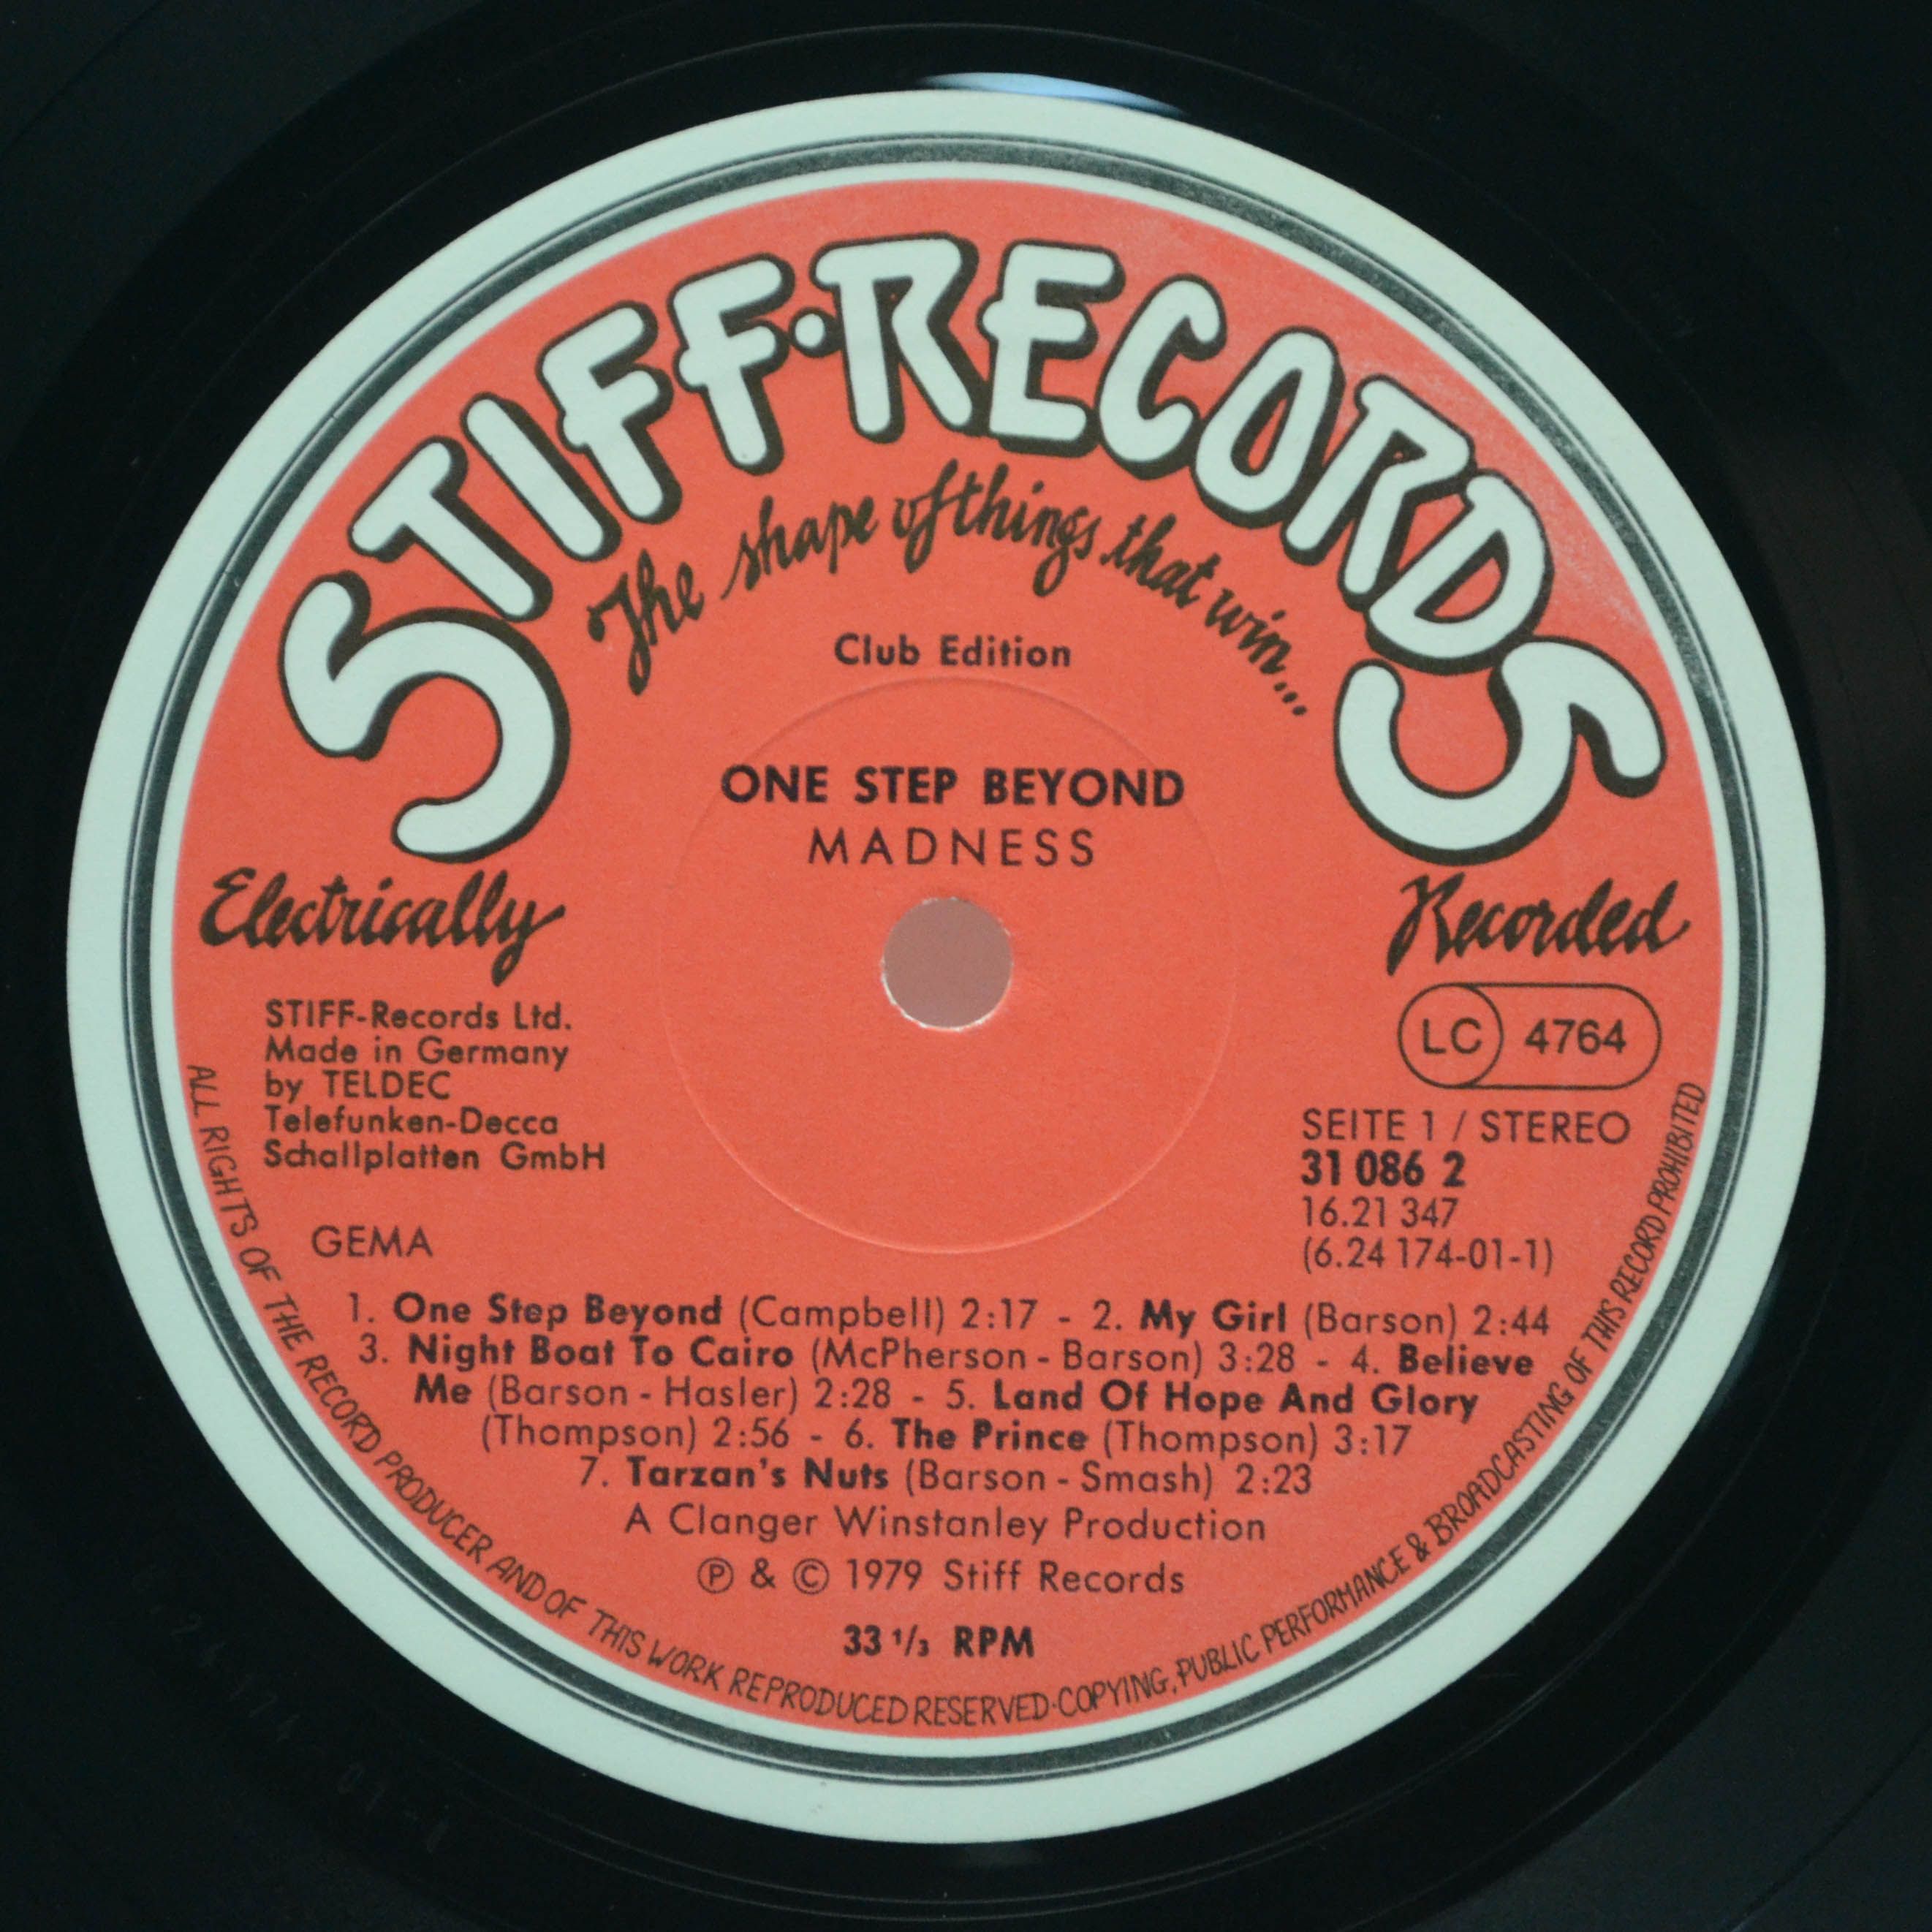 STIFF·RECORDS
The shape of things that win...
Club Edition
ONE STEP BEYOND
MADNESS
Electrically
Recorded
STIFF-Records Ltd.
Made in Germany
by TELDEC
Telefunken-Decca
Schallplatten GmbH
GEMA
LC 4764
SEITE 1 / STEREO
31 086 2
16.21 347
(6.24 174-01-1)
1. One Step Beyond (Campbell) 2:17 - 2. My Girl (Barson) 2:44
3. Night Boat To Cairo (McPherson - Barson) 3:28 - 4. Believe
Me (Barson - Hasler) 2:28 - 5. Land Of Hope And Glory
(Thompson) 2:56 - 6. The Prince (Thompson) 3:17
7. Tarzan's Nuts (Barson - Smash) 2:23
A Clanger Winstanley Production
℗ & © 1979 Stiff Records
33 1/3 RPM
ALL RIGHTS OF THE RECORD PRODUCER AND OF THIS WORK REPRODUCED RESERVED·COPYING, PUBLIC PERFORMANCE & BROADCASTING OF THIS RECORD PROHIBITED